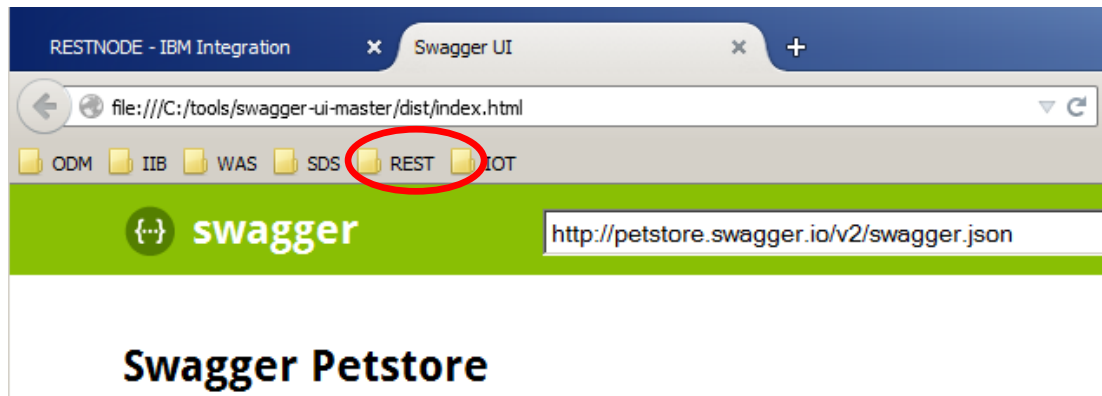 RESTNODE - IBM Integration Swagger UI
file:///C:/tools/swagger-ui-master/dist/index.html
ODM IIB WAS SDS REST IOT
swagger http://petstore.swagger.io/v2/swagger.json
Swagger Petstore